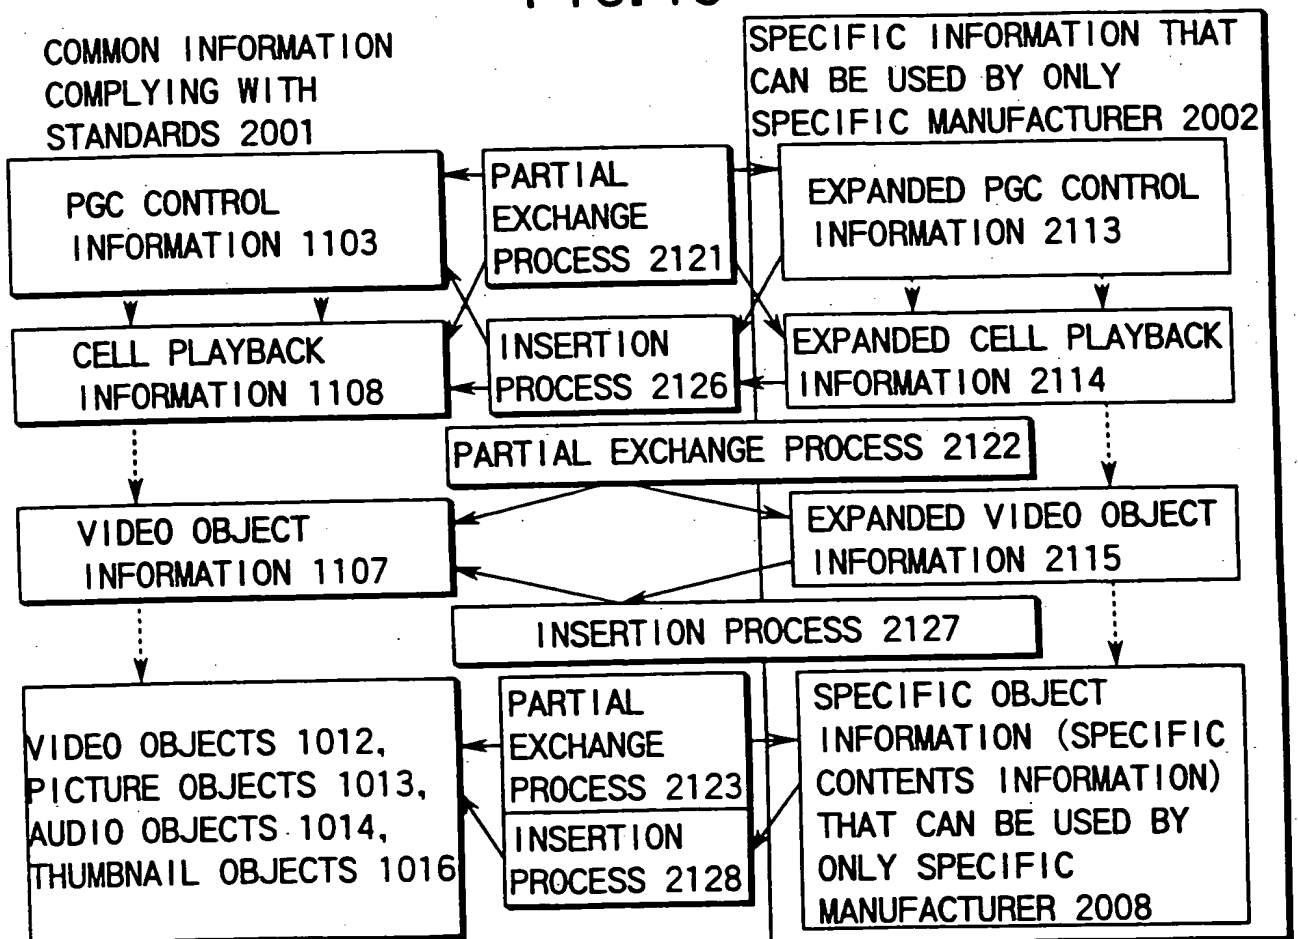 COMMON INFORMATION
COMPLYING WITH
STANDARDS 2001
SPECIFIC INFORMATION THAT
CAN BE USED BY ONLY
SPECIFIC MANUFACTURER 2002
PGC CONTROL
INFORMATION 1103
PARTIAL
EXCHANGE
PROCESS 2121
EXPANDED PGC CONTROL
INFORMATION 2113
CELL PLAYBACK
INFORMATION 1108
INSERTION
PROCESS 2126
EXPANDED CELL PLAYBACK
INFORMATION 2114
PARTIAL EXCHANGE PROCESS 2122
VIDEO OBJECT
INFORMATION 1107
EXPANDED VIDEO OBJECT
INFORMATION 2115
INSERTION PROCESS 2127
VIDEO OBJECTS 1012,
PICTURE OBJECTS 1013,
AUDIO OBJECTS 1014,
THUMBNAIL OBJECTS 1016
PARTIAL
EXCHANGE
PROCESS 2123
INSERTION
PROCESS 2128
SPECIFIC OBJECT
INFORMATION (SPECIFIC
CONTENTS INFORMATION)
THAT CAN BE USED BY
ONLY SPECIFIC
MANUFACTURER 2008